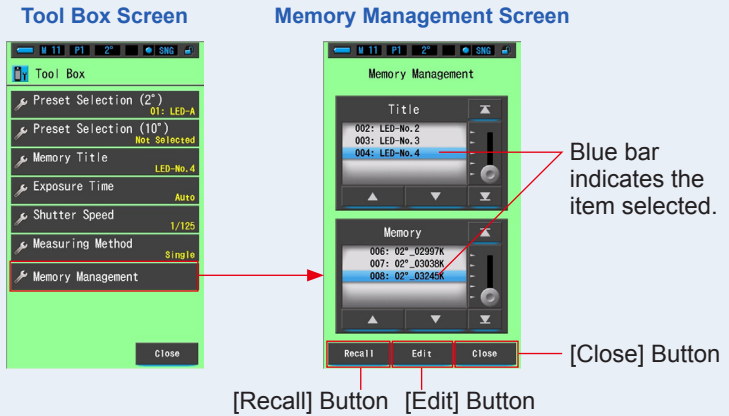 Tool Box Screen
M 11 P1 2° SNG
Tool Box
Preset Selection (2°)
01: LED-A
Preset Selection (10°)
Not Selected
Memory Title
LED-No.4
Exposure Time
Auto
Shutter Speed
1/125
Measuring Method
Single
Memory Management
Close
Memory Management Screen
M 11 P1 2° SNG
Memory Management
Title
002: LED-No.2
003: LED-No.3
004: LED-No.4
Memory
006: 02°_02997K
007: 02°_03038K
008: 02°_03245K
Recall Edit Close
Blue bar
indicates the
item selected.
[Close] Button
[Recall] Button [Edit] Button